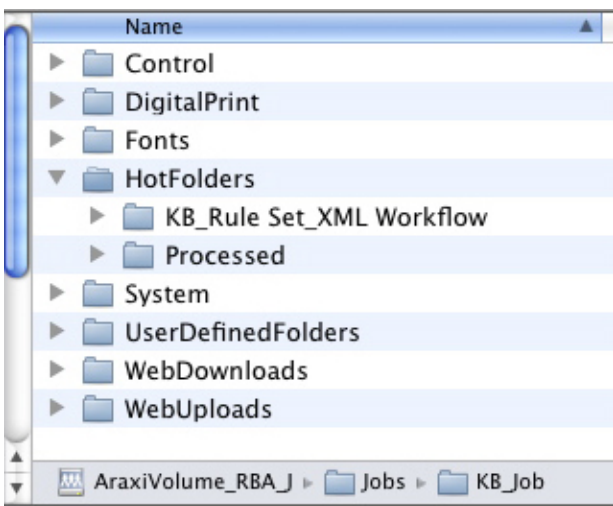 Name
Control
DigitalPrint
Fonts
HotFolders
KB_Rule Set_XML Workflow
Processed
System
UserDefinedFolders
WebDownloads
WebUploads
AraxiVolume_RBA_J Jobs KB_Job